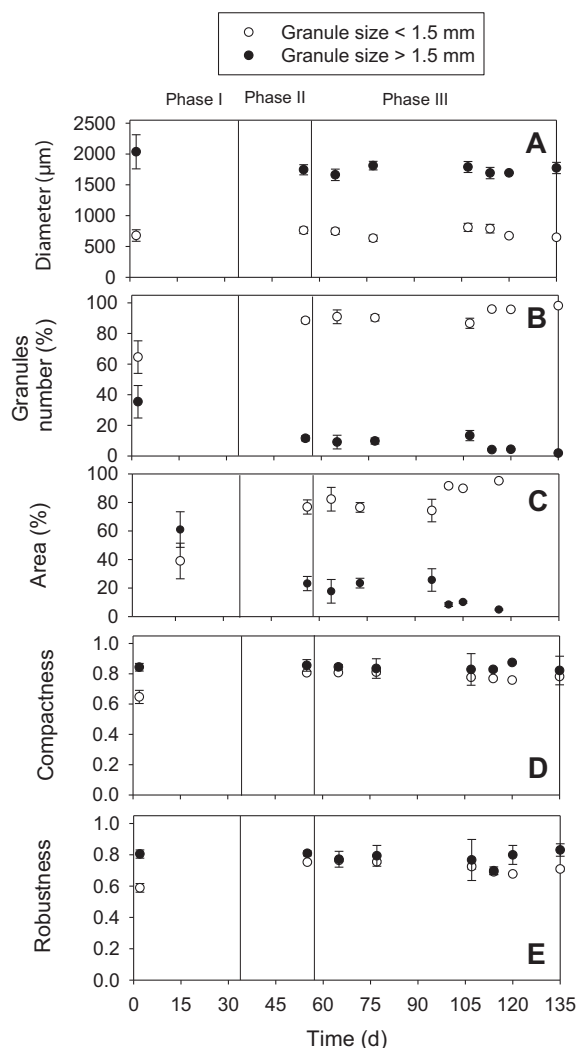 Granule size < 1.5 mm
Granule size > 1.5 mm
Phase I Phase II Phase III
2500
2000
1500
1000
500
0
Diameter (µm)
A
100
80
60
40
20
0
Granules
number (%)
B
100
80
60
40
20
0
Area (%)
C
1.0
0.8
0.6
0.4
0.2
0.0
Compactness
D
1.0
0.8
0.6
0.4
0.2
0.0
Robustness
E
0 15 30 45 60 75 90 105 120 135
Time (d)